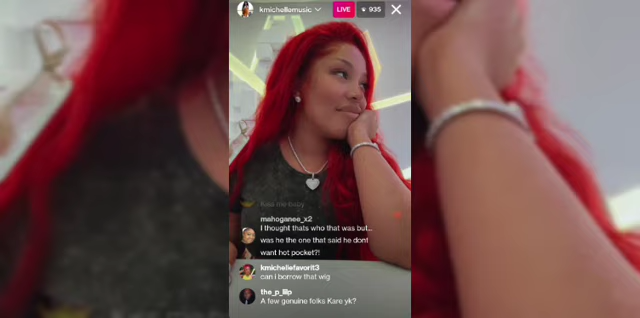 kmichellemusic
LIVE
935
Kiss me baby
mahoganee_x2
I thought thats who that was but...
was he the one that said he dont
want hot pocket?!
kmichellefavorit3
can i borrow that wig
the_p_lllp
A few genuine folks Kare yk?